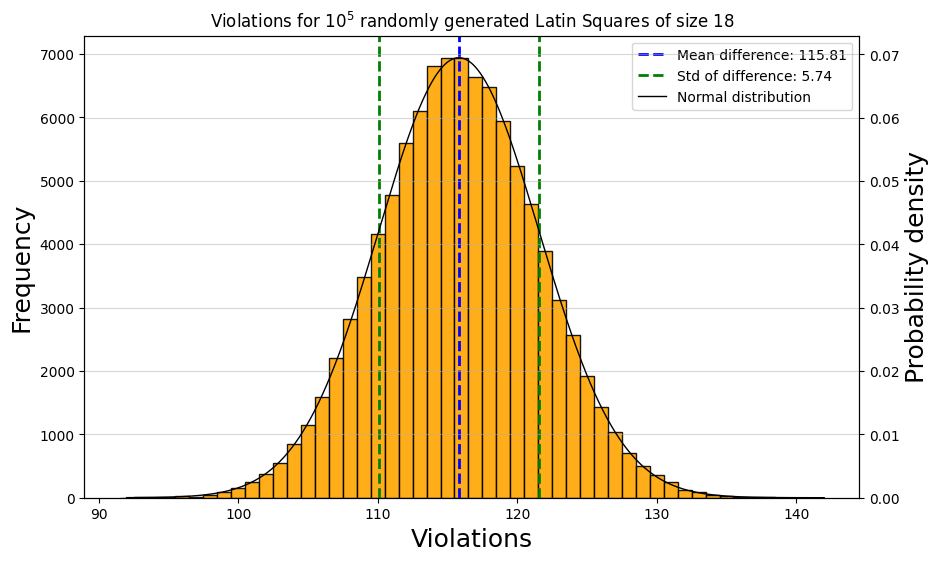 Violations for 10^5 randomly generated Latin Squares of size 18
Mean difference: 115.81
Std of difference: 5.74
Normal distribution
Frequency
7000
6000
5000
4000
3000
2000
1000
0
0.07
0.06
0.05
0.04
0.03
0.02
0.01
0.00
Probability density
90 100 110 120 130 140
Violations